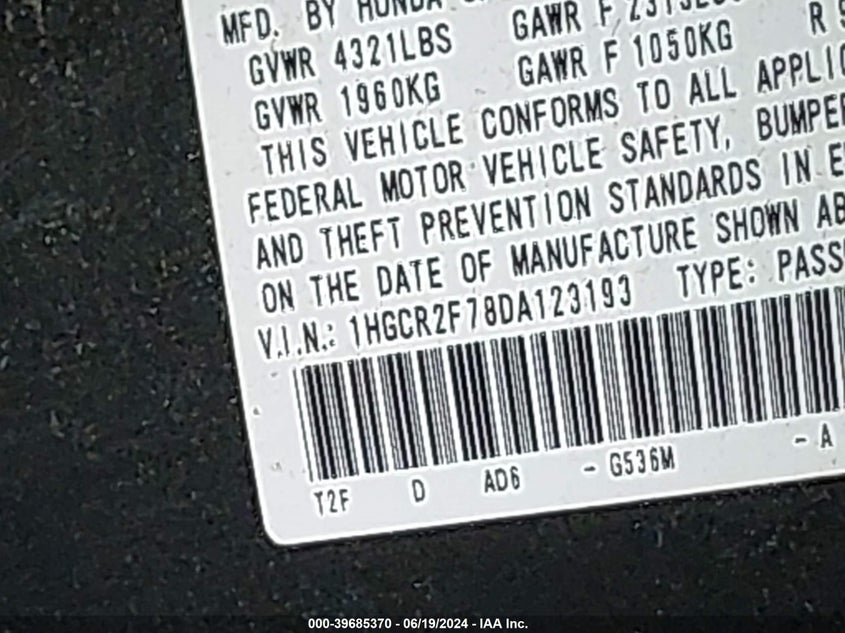 MFD. BY HONDA
GVWR 4321LBS GAWR F
GVWR 1960KG GAWR F 1050KG R
THIS VEHICLE CONFORMS TO ALL
FEDERAL MOTOR VEHICLE SAFETY,
AND THEFT PREVENTION STANDARDS IN
ON THE DATE OF MANUFACTURE SHOWN
V.I.N.: 1HGCR2F78DA123193 TYPE:
T2F D AD6 - G536M - A
000-39685370 - 06/19/2024 - IAA Inc.